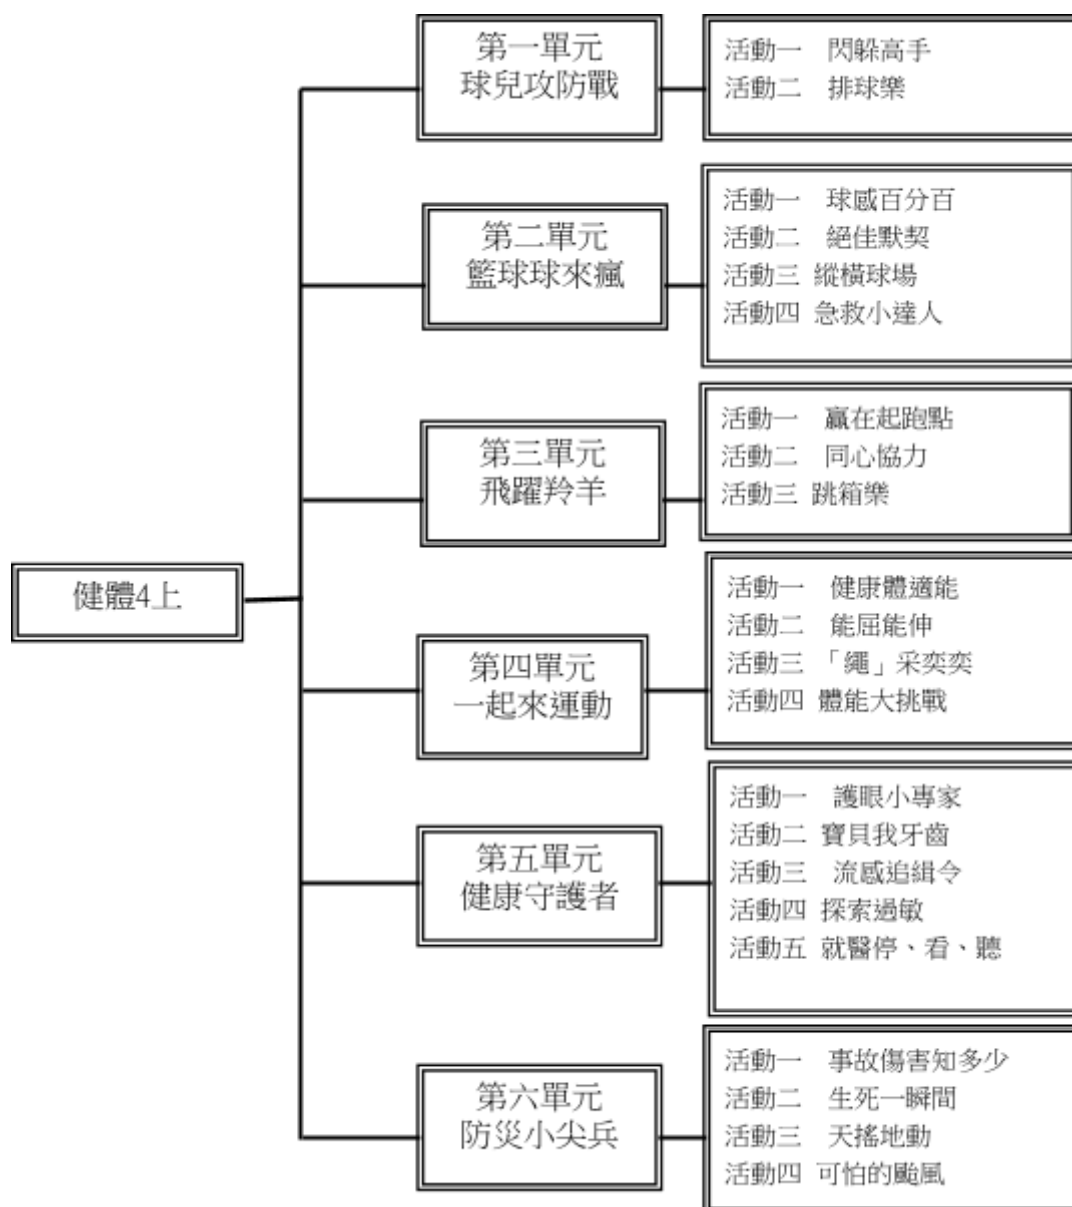 健體4上
第一單元
球兒攻防戰
活動一 閃躲高手
活動二 排球樂
第二單元
籃球球來瘋
活動一 球感百分百
活動二 絕佳默契
活動三 縱橫球場
活動四 急救小達人
第三單元
飛躍羚羊
活動一 贏在起跑點
活動二 同心協力
活動三 跳箱樂
第四單元
一起來運動
活動一 健康體適能
活動二 能屈能伸
活動三 「繩」采奕奕
活動四 體能大挑戰
第五單元
健康守護者
活動一 護眼小專家
活動二 寶貝我牙齒
活動三 流感追緝令
活動四 探索過敏
活動五 就醫停、看、聽
第六單元
防災小尖兵
活動一 事故傷害知多少
活動二 生死一瞬間
活動三 天搖地動
活動四 可怕的颱風